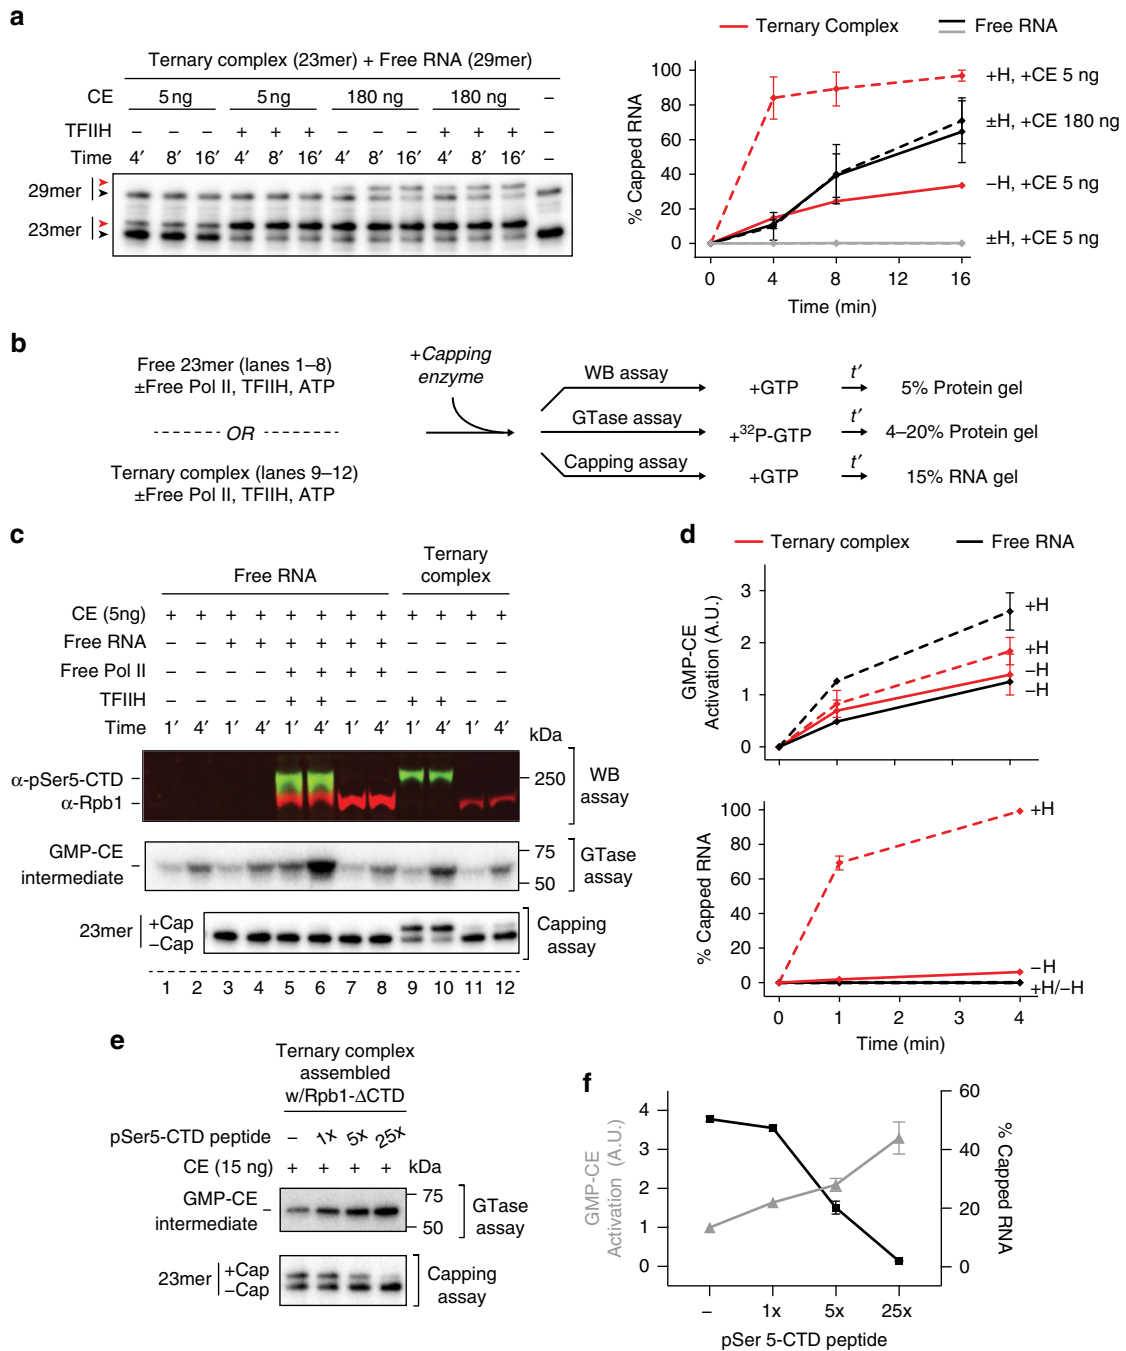 a
Ternary complex (23mer) + Free RNA (29mer)
CE 5 ng 5 ng 180 ng 180 ng –
TFIIH – – – + + + – – – + + + –
Time 4′ 8′ 16′ 4′ 8′ 16′ 4′ 8′ 16′ 4′ 8′ 16′ –
29mer
23mer
Ternary Complex Free RNA
% Capped RNA
100
80
60
40
20
0
0 4 8 12 16
Time (min)
+H, +CE 5 ng
±H, +CE 180 ng
–H, +CE 5 ng
±H, +CE 5 ng
b
Free 23mer (lanes 1–8)
±Free Pol II, TFIIH, ATP
OR
Ternary complex (lanes 9–12)
±Free Pol II, TFIIH, ATP
+Capping
enzyme
WB assay +GTP t′ 5% Protein gel
GTase assay +³²P-GTP t′ 4–20% Protein gel
Capping assay +GTP t′ 15% RNA gel
c
Free RNA
Ternary
complex
CE (5ng) + + + + + + + + + + + +
Free RNA – – + + + + + + – – – –
Free Pol II – – – – + + + + – – – –
TFIIH – – – – + + – – + + – –
Time 1′ 4′ 1′ 4′ 1′ 4′ 1′ 4′ 1′ 4′ 1′ 4′
kDa
α-pSer5-CTD –
α-Rpb1 –
250
WB
assay
GMP-CE
intermediate –
75
50
GTase
assay
23mer +Cap
–Cap
Capping
assay
1 2 3 4 5 6 7 8 9 10 11 12
d
Ternary complex Free RNA
GMP-CE
Activation (A.U.)
3
2
1
0
+H
+H
–H
–H
% Capped RNA
100
80
60
40
20
0
+H
–H
+H/–H
0 1 2 3 4
Time (min)
e
Ternary complex
assembled
w/Rpb1-ΔCTD
pSer5-CTD peptide – 1x 5x 25x
CE (15 ng) + + + + kDa
GMP-CE
intermediate –
75
50
GTase
assay
23mer +Cap
–Cap
Capping
assay
f
GMP-CE
Activation (A.U.)
4
3
2
1
0
60
40
20
0
% Capped RNA
– 1x 5x 25x
pSer 5-CTD peptide